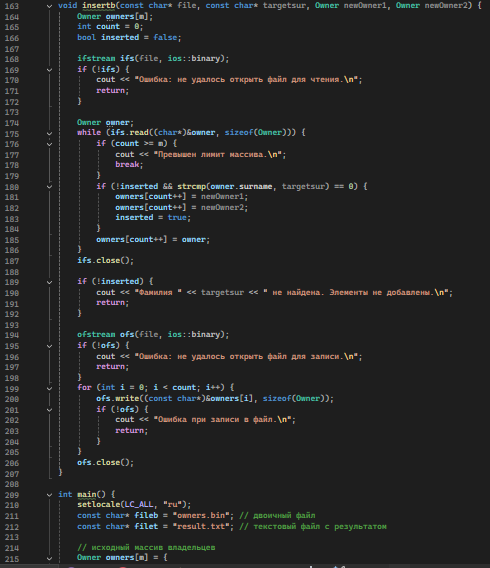 163 void insertb(const char* file, const char* targetsur, Owner newOwner1, Owner newOwner2) {
164 Owner owners[m];
165 int count = 0;
166 bool inserted = false;
167
168 ifstream ifs(file, ios::binary);
169 if (!ifs) {
170 cout << "Ошибка: не удалось открыть файл для чтения.\n";
171 return;
172 }
173
174 Owner owner;
175 while (ifs.read((char*)&owner, sizeof(Owner))) {
176 if (count >= m) {
177 cout << "Превышен лимит массива.\n";
178 break;
179 }
180 if (!inserted && strcmp(owner.surname, targetsur) == 0) {
181 owners[count++] = newOwner1;
182 owners[count++] = newOwner2;
183 inserted = true;
184 }
185 owners[count++] = owner;
186 }
187 ifs.close();
188
189 if (!inserted) {
190 cout << "Фамилия " << targetsur << " не найдена. Элементы не добавлены.\n";
191 return;
192 }
193
194 ofstream ofs(file, ios::binary);
195 if (!ofs) {
196 cout << "Ошибка: не удалось открыть файл для записи.\n";
197 return;
198 }
199 for (int i = 0; i < count; i++) {
200 ofs.write((const char*)&owners[i], sizeof(Owner));
201 if (!ofs) {
202 cout << "Ошибка при записи в файл.\n";
203 return;
204 }
205 }
206 ofs.close();
207 }
208
209 int main() {
210 setlocale(LC_ALL, "ru");
211 const char* fileb = "owners.bin"; // двоичный файл
212 const char* filet = "result.txt"; // текстовый файл с результатом
213
214 // исходный массив владельцев
215 Owner owners[m] = {